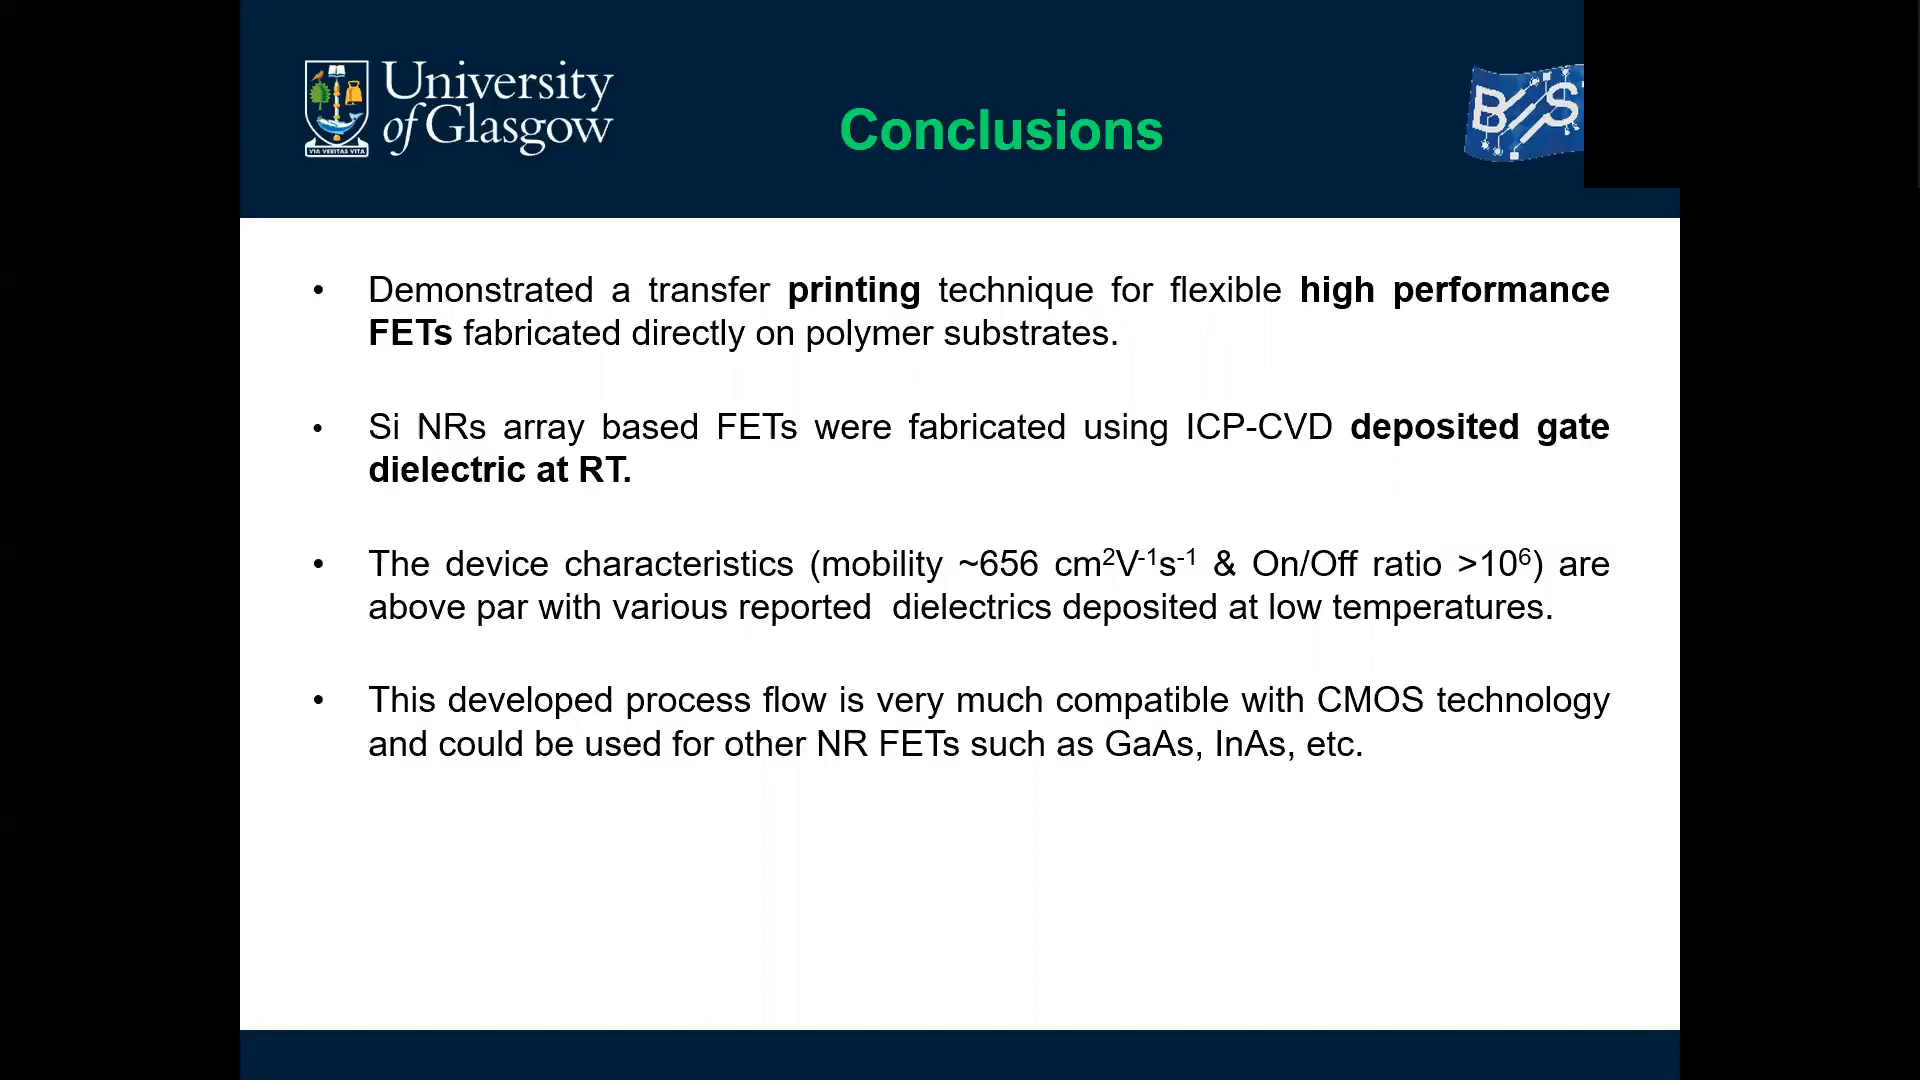 University
of Glasgow
VIA VERITAS VITA
Conclusions
• Demonstrated a transfer printing technique for flexible high performance
FETs fabricated directly on polymer substrates.
• Si NRs array based FETs were fabricated using ICP-CVD deposited gate
dielectric at RT.
• The device characteristics (mobility ~656 cm²V⁻¹s⁻¹ & On/Off ratio >10⁶) are
above par with various reported dielectrics deposited at low temperatures.
• This developed process flow is very much compatible with CMOS technology
and could be used for other NR FETs such as GaAs, InAs, etc.